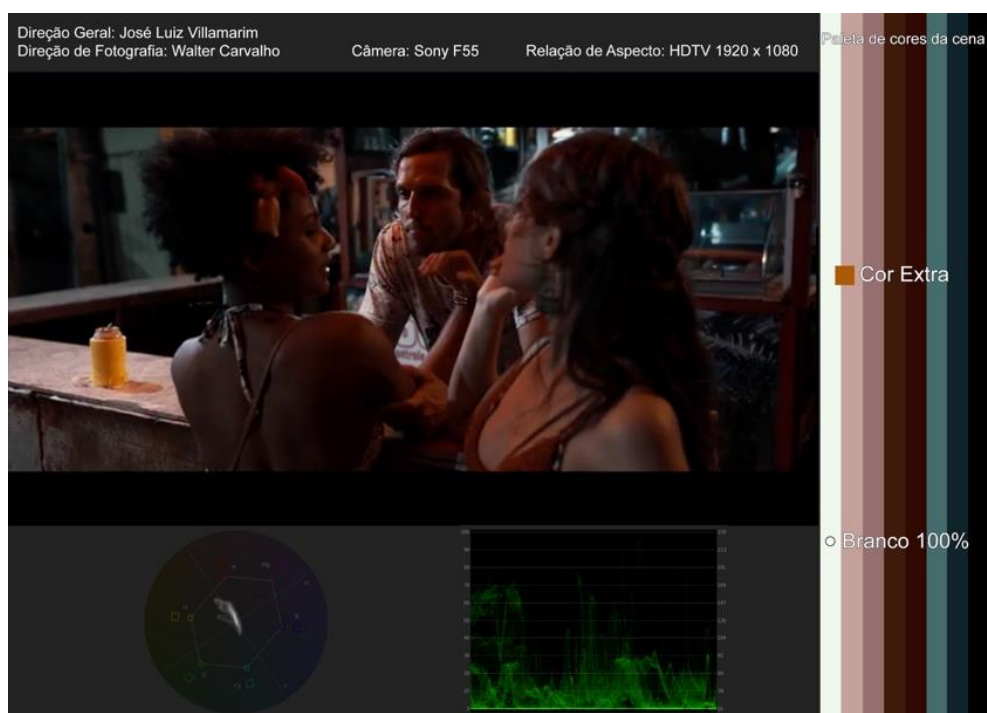 Direção Geral: José Luiz Villamarim
Direção de Fotografia: Walter Carvalho
Câmera: Sony F55
Relação de Aspecto: HDTV 1920 x 1080
Paleta de cores da cena
Cor Extra
Branco 100%